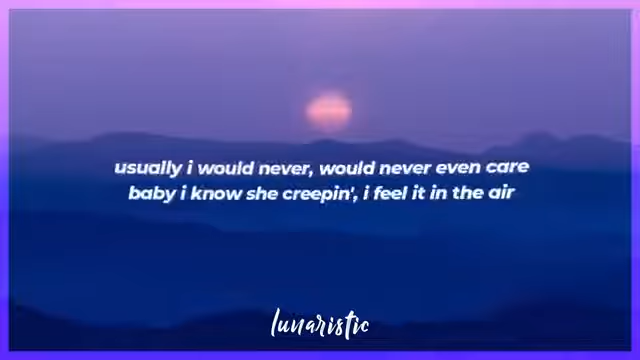 usually i would never, would never even care
baby i know she creepin', i feel it in the air
lunaristic